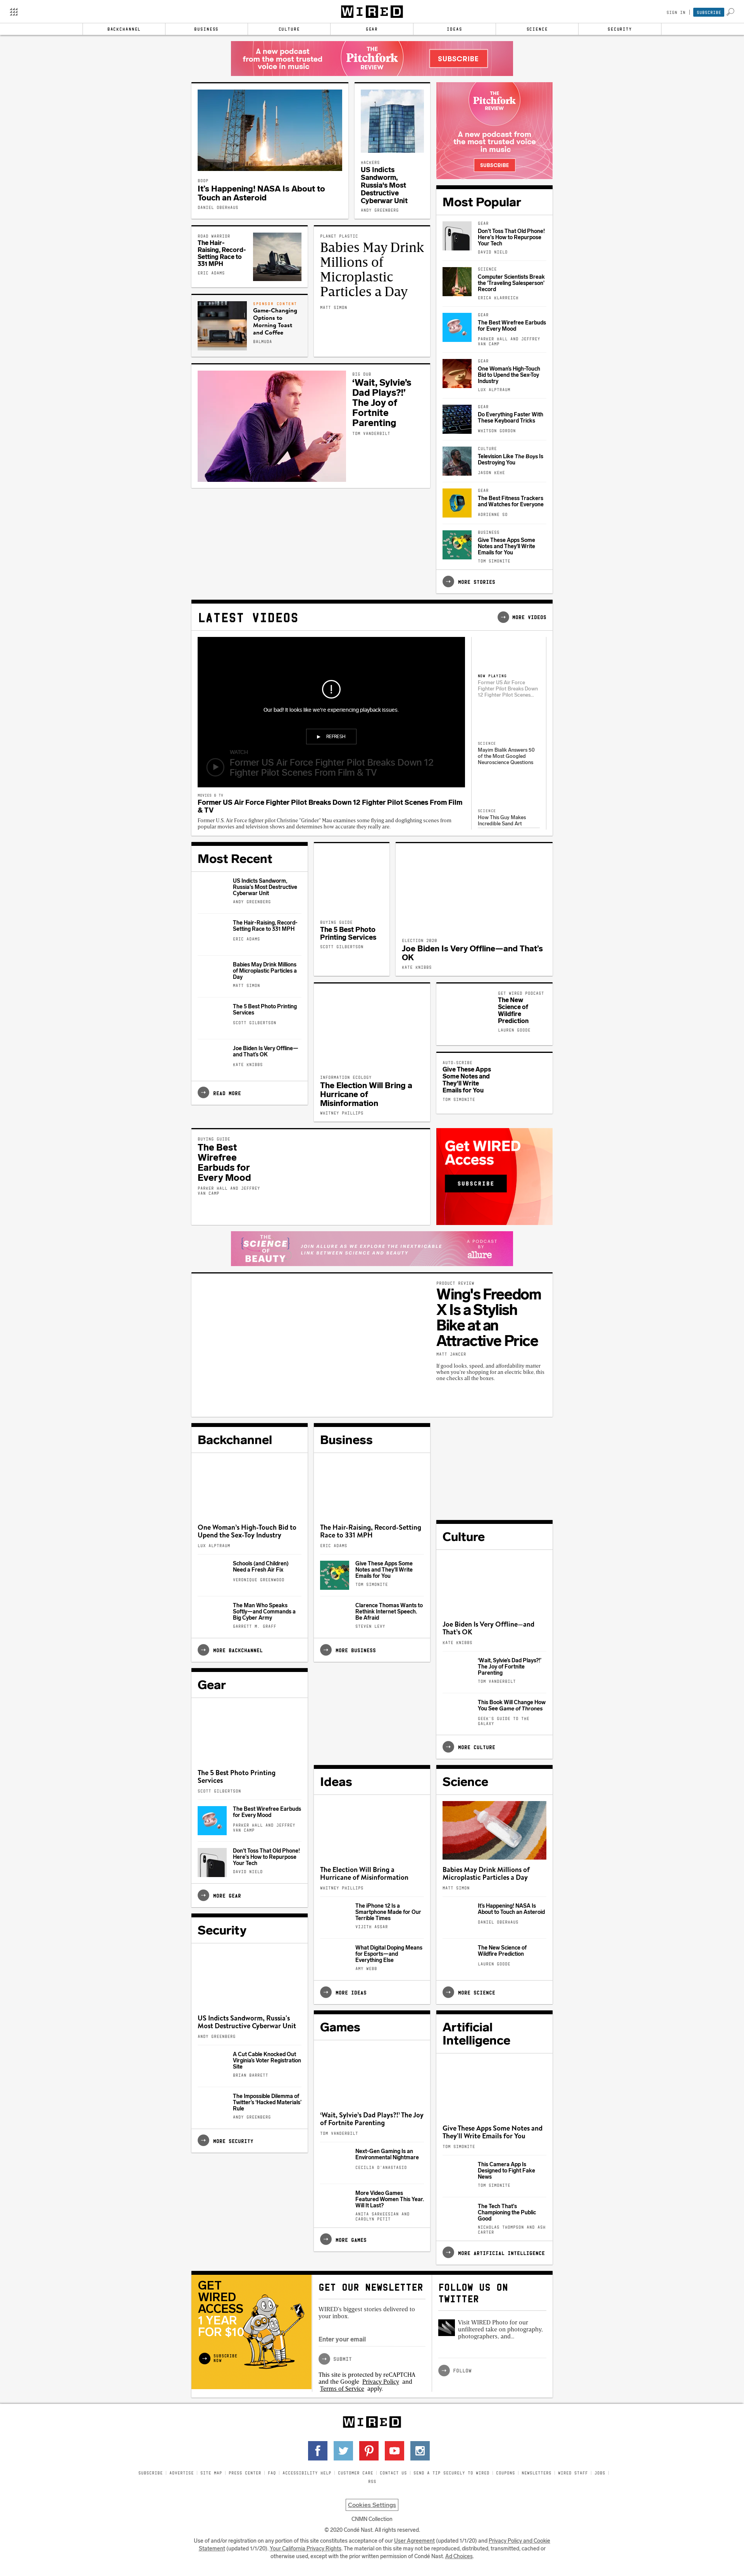 WIRED
SIGN IN
SUBSCRIBE
BACKCHANNEL
BUSINESS
CULTURE
GEAR
IDEAS
SCIENCE
SECURITY
A new podcast
from the most trusted
voice in music
THE
Pitchfork
REVIEW
SUBSCRIBE
BOOP
It's Happening! NASA Is About to
Touch an Asteroid
DANIEL OBERHAUS
HACKERS
US Indicts
Sandworm,
Russia's Most
Destructive
Cyberwar Unit
ANDY GREENBERG
THE
Pitchfork
REVIEW
A new podcast from
the most trusted voice
in music
SUBSCRIBE
ROAD WARRIOR
The Hair-
Raising, Record-
Setting Race to
331 MPH
ERIC ADAMS
SPONSOR CONTENT
Game-Changing
Options to
Morning Toast
and Coffee
BALMUDA
PLANET PLASTIC
Babies May Drink
Millions of
Microplastic
Particles a Day
MATT SIMON
BIG DUB
‘Wait, Sylvie’s
Dad Plays?!’
The Joy of
Fortnite
Parenting
TOM VANDERBILT
Most Popular
GEAR
Don't Toss That Old Phone!
Here's How to Repurpose
Your Tech
DAVID NIELD
SCIENCE
Computer Scientists Break
the ‘Traveling Salesperson’
Record
ERICA KLARREICH
GEAR
The Best Wirefree Earbuds
for Every Mood
PARKER HALL AND JEFFREY
VAN CAMP
GEAR
One Woman's High-Touch
Bid to Upend the Sex-Toy
Industry
LUX ALPTRAUM
GEAR
Do Everything Faster With
These Keyboard Tricks
WHITSON GORDON
CULTURE
Television Like The Boys Is
Destroying You
JASON KEHE
GEAR
The Best Fitness Trackers
and Watches for Everyone
ADRIENNE SO
BUSINESS
Give These Apps Some
Notes and They'll Write
Emails for You
TOM SIMONITE
MORE STORIES
LATEST VIDEOS
MORE VIDEOS
Our bad! It looks like we're experiencing playback issues.
REFRESH
WATCH
Former US Air Force Fighter Pilot Breaks Down 12
Fighter Pilot Scenes From Film & TV
MOVIES & TV
Former US Air Force Fighter Pilot Breaks Down 12 Fighter Pilot Scenes From Film
& TV
Former U.S. Air Force fighter pilot Christine "Grinder" Mau examines some flying and dogfighting scenes from
popular movies and television shows and determines how accurate they really are.
NOW PLAYING
Former US Air Force
Fighter Pilot Breaks Down
12 Fighter Pilot Scenes...
SCIENCE
Mayim Bialik Answers 50
of the Most Googled
Neuroscience Questions
SCIENCE
How This Guy Makes
Incredible Sand Art
Most Recent
US Indicts Sandworm,
Russia's Most Destructive
Cyberwar Unit
ANDY GREENBERG
The Hair-Raising, Record-
Setting Race to 331 MPH
ERIC ADAMS
Babies May Drink Millions
of Microplastic Particles a
Day
MATT SIMON
The 5 Best Photo Printing
Services
SCOTT GILBERTSON
Joe Biden Is Very Offline—
and That's OK
KATE KNIBBS
READ MORE
BUYING GUIDE
The 5 Best Photo
Printing Services
SCOTT GILBERTSON
ELECTION 2020
Joe Biden Is Very Offline—and That's
OK
KATE KNIBBS
INFORMATION ECOLOGY
The Election Will Bring a
Hurricane of
Misinformation
WHITNEY PHILLIPS
GET WIRED PODCAST
The New
Science of
Wildfire
Prediction
LAUREN GOODE
AUTO-SCRIBE
Give These Apps
Some Notes and
They'll Write
Emails for You
TOM SIMONITE
BUYING GUIDE
The Best
Wirefree
Earbuds for
Every Mood
PARKER HALL AND JEFFREY
VAN CAMP
Get WIRED
Access
SUBSCRIBE
THE
SCIENCE
OF
BEAUTY
JOIN ALLURE AS WE EXPLORE THE INEXTRICABLE
LINK BETWEEN SCIENCE AND BEAUTY
A PODCAST
BY
allure
PRODUCT REVIEW
Wing's Freedom
X Is a Stylish
Bike at an
Attractive Price
MATT JANCER
If good looks, speed, and affordability matter
when you're shopping for an electric bike, this
one checks all the boxes.
Backchannel
One Woman's High-Touch Bid to
Upend the Sex-Toy Industry
LUX ALPTRAUM
Schools (and Children)
Need a Fresh Air Fix
VERONIQUE GREENWOOD
The Man Who Speaks
Softly—and Commands a
Big Cyber Army
GARRETT M. GRAFF
MORE BACKCHANNEL
Business
The Hair-Raising, Record-Setting
Race to 331 MPH
ERIC ADAMS
Give These Apps Some
Notes and They'll Write
Emails for You
TOM SIMONITE
Clarence Thomas Wants to
Rethink Internet Speech.
Be Afraid
STEVEN LEVY
MORE BUSINESS
Culture
Joe Biden Is Very Offline—and
That's OK
KATE KNIBBS
‘Wait, Sylvie’s Dad Plays?!’
The Joy of Fortnite
Parenting
TOM VANDERBILT
This Book Will Change How
You See Game of Thrones
GEEK'S GUIDE TO THE
GALAXY
MORE CULTURE
Gear
The 5 Best Photo Printing
Services
SCOTT GILBERTSON
The Best Wirefree Earbuds
for Every Mood
PARKER HALL AND JEFFREY
VAN CAMP
Don't Toss That Old Phone!
Here's How to Repurpose
Your Tech
DAVID NIELD
MORE GEAR
Ideas
The Election Will Bring a
Hurricane of Misinformation
WHITNEY PHILLIPS
The iPhone 12 Is a
Smartphone Made for Our
Terrible Times
VIJITH ASSAR
What Digital Doping Means
for Esports—and
Everything Else
AMY WEBB
MORE IDEAS
Science
Babies May Drink Millions of
Microplastic Particles a Day
MATT SIMON
It's Happening! NASA Is
About to Touch an Asteroid
DANIEL OBERHAUS
The New Science of
Wildfire Prediction
LAUREN GOODE
MORE SCIENCE
Security
US Indicts Sandworm, Russia's
Most Destructive Cyberwar Unit
ANDY GREENBERG
A Cut Cable Knocked Out
Virginia's Voter Registration
Site
BRIAN BARRETT
The Impossible Dilemma of
Twitter's ‘Hacked Materials’
Rule
ANDY GREENBERG
MORE SECURITY
Games
‘Wait, Sylvie’s Dad Plays?!’ The Joy
of Fortnite Parenting
TOM VANDERBILT
Next-Gen Gaming Is an
Environmental Nightmare
CECILIA D'ANASTASIO
More Video Games
Featured Women This Year.
Will It Last?
ANITA SARKEESIAN AND
CAROLYN PETIT
MORE GAMES
Artificial
Intelligence
Give These Apps Some Notes and
They'll Write Emails for You
TOM SIMONITE
This Camera App Is
Designed to Fight Fake
News
TOM SIMONITE
The Tech That's
Championing the Public
Good
NICHOLAS THOMPSON AND ASH
CARTER
MORE ARTIFICIAL INTELLIGENCE
GET
WIRED
ACCESS
1 YEAR
FOR $10
SUBSCRIBE
NOW
GET OUR NEWSLETTER
WIRED's biggest stories delivered to
your inbox.
Enter your email
SUBMIT
This site is protected by reCAPTCHA
and the Google Privacy Policy and
Terms of Service apply.
FOLLOW US ON
TWITTER
Visit WIRED Photo for our
unfiltered take on photography,
photographers, and...
FOLLOW
WIRED
SUBSCRIBE | ADVERTISE | SITE MAP | PRESS CENTER | FAQ | ACCESSIBILITY HELP | CUSTOMER CARE | CONTACT US | SEND A TIP SECURELY TO WIRED | COUPONS | NEWSLETTERS | WIRED STAFF | JOBS |
RSS
Cookies Settings
CNMN Collection
© 2020 Condé Nast. All rights reserved.
Use of and/or registration on any portion of this site constitutes acceptance of our User Agreement (updated 1/1/20) and Privacy Policy and Cookie
Statement (updated 1/1/20). Your California Privacy Rights. The material on this site may not be reproduced, distributed, transmitted, cached or
otherwise used, except with the prior written permission of Condé Nast. Ad Choices.